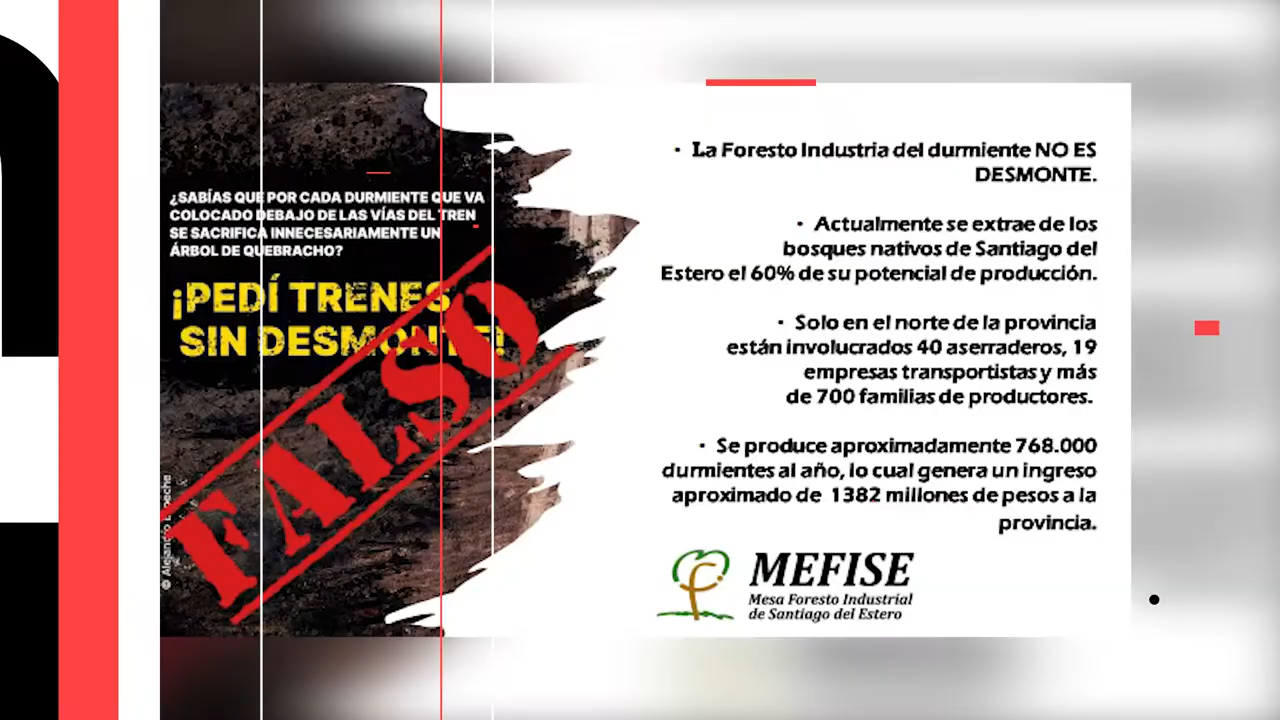 ¿SABÍAS QUE POR CADA DURMIENTE QUE VA
COLOCADO DEBAJO DE LAS VÍAS DEL TREN
SE SACRIFICA INNECESARIAMENTE UN
ÁRBOL DE QUEBRACHO?
¡PEDÍ TRENES
SIN DESMONTE!
FALSO
© Alejandro
· La Foresto Industria del durmiente NO ES
DESMONTE.
· Actualmente se extrae de los
bosques nativos de Santiago del
Estero el 60% de su potencial de producción.
· Solo en el norte de la provincia
están involucrados 40 aserraderos, 19
empresas transportistas y más
de 700 familias de productores.
· Se produce aproximadamente 768.000
durmientes al año, lo cual genera un ingreso
aproximado de 1382 millones de pesos a la
provincia.
MEFISE
Mesa Foresto Industrial
de Santiago del Estero